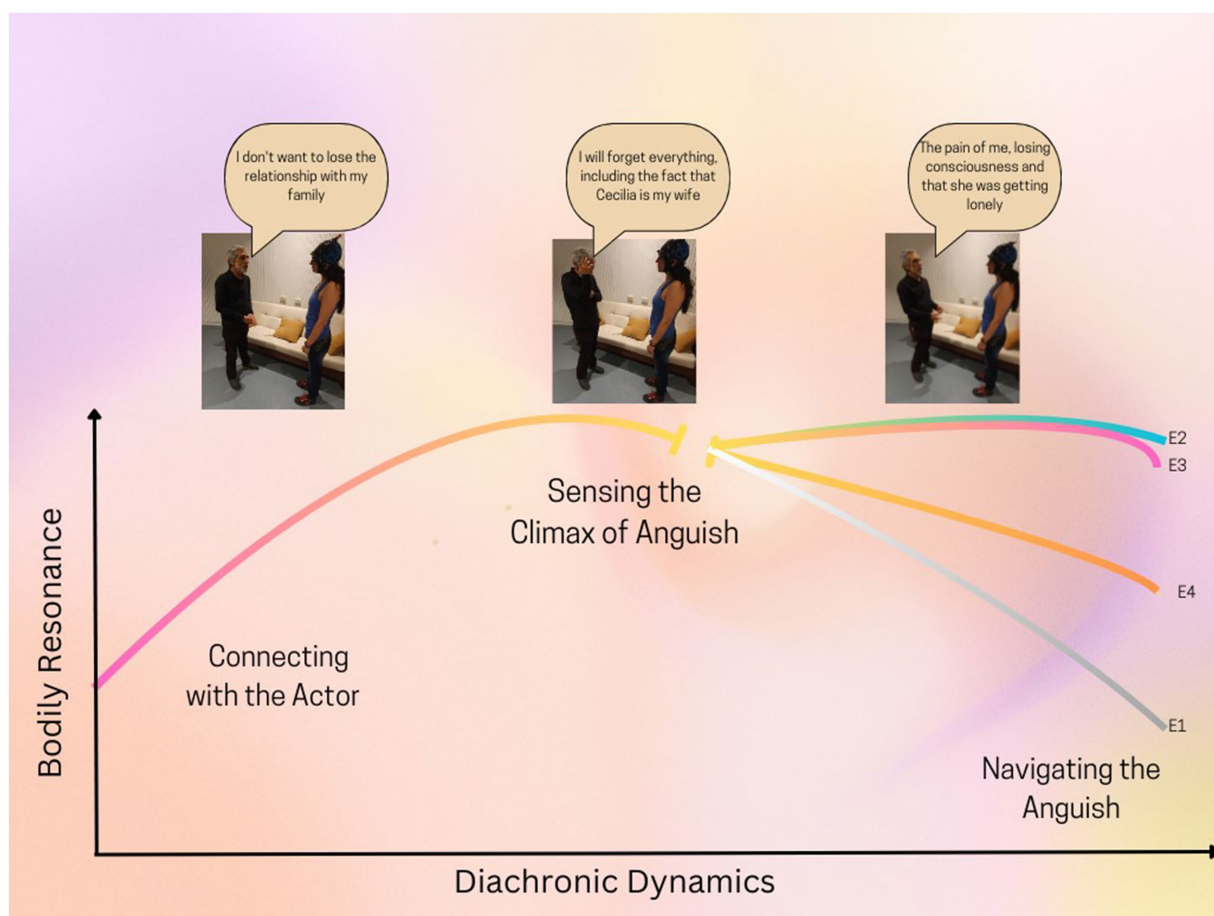 I don't want to lose the
relationship with my
family
I will forget everything,
including the fact that
Cecilia is my wife
The pain of me, losing
consciousness and
that she was getting
lonely
Bodily Resonance
Connecting
with the Actor
Sensing the
Climax of Anguish
E2
E3
E4
E1
Navigating the
Anguish
Diachronic Dynamics